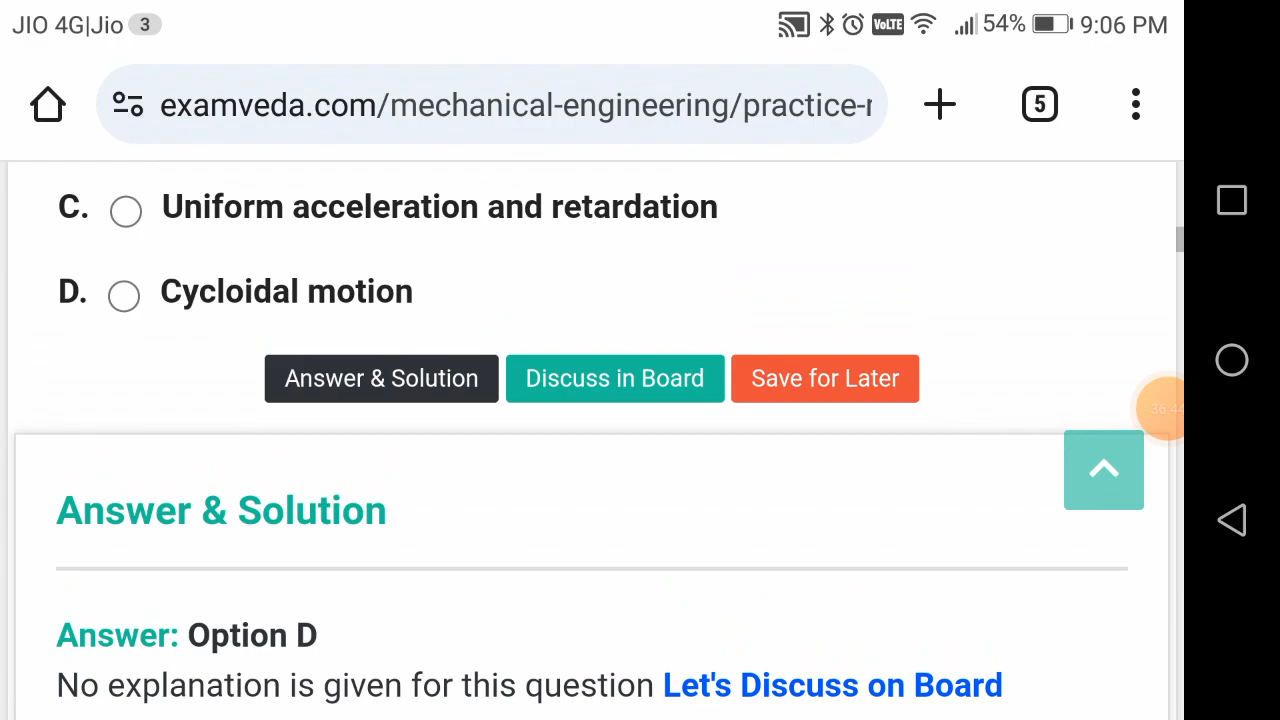 JIO 4G|Jio 3 VoLTE 54% 9:06 PM
examveda.com/mechanical-engineering/practice-r 5
C. Uniform acceleration and retardation
D. Cycloidal motion
Answer & Solution Discuss in Board Save for Later
36:44
Answer & Solution
Answer: Option D
No explanation is given for this question Let's Discuss on Board